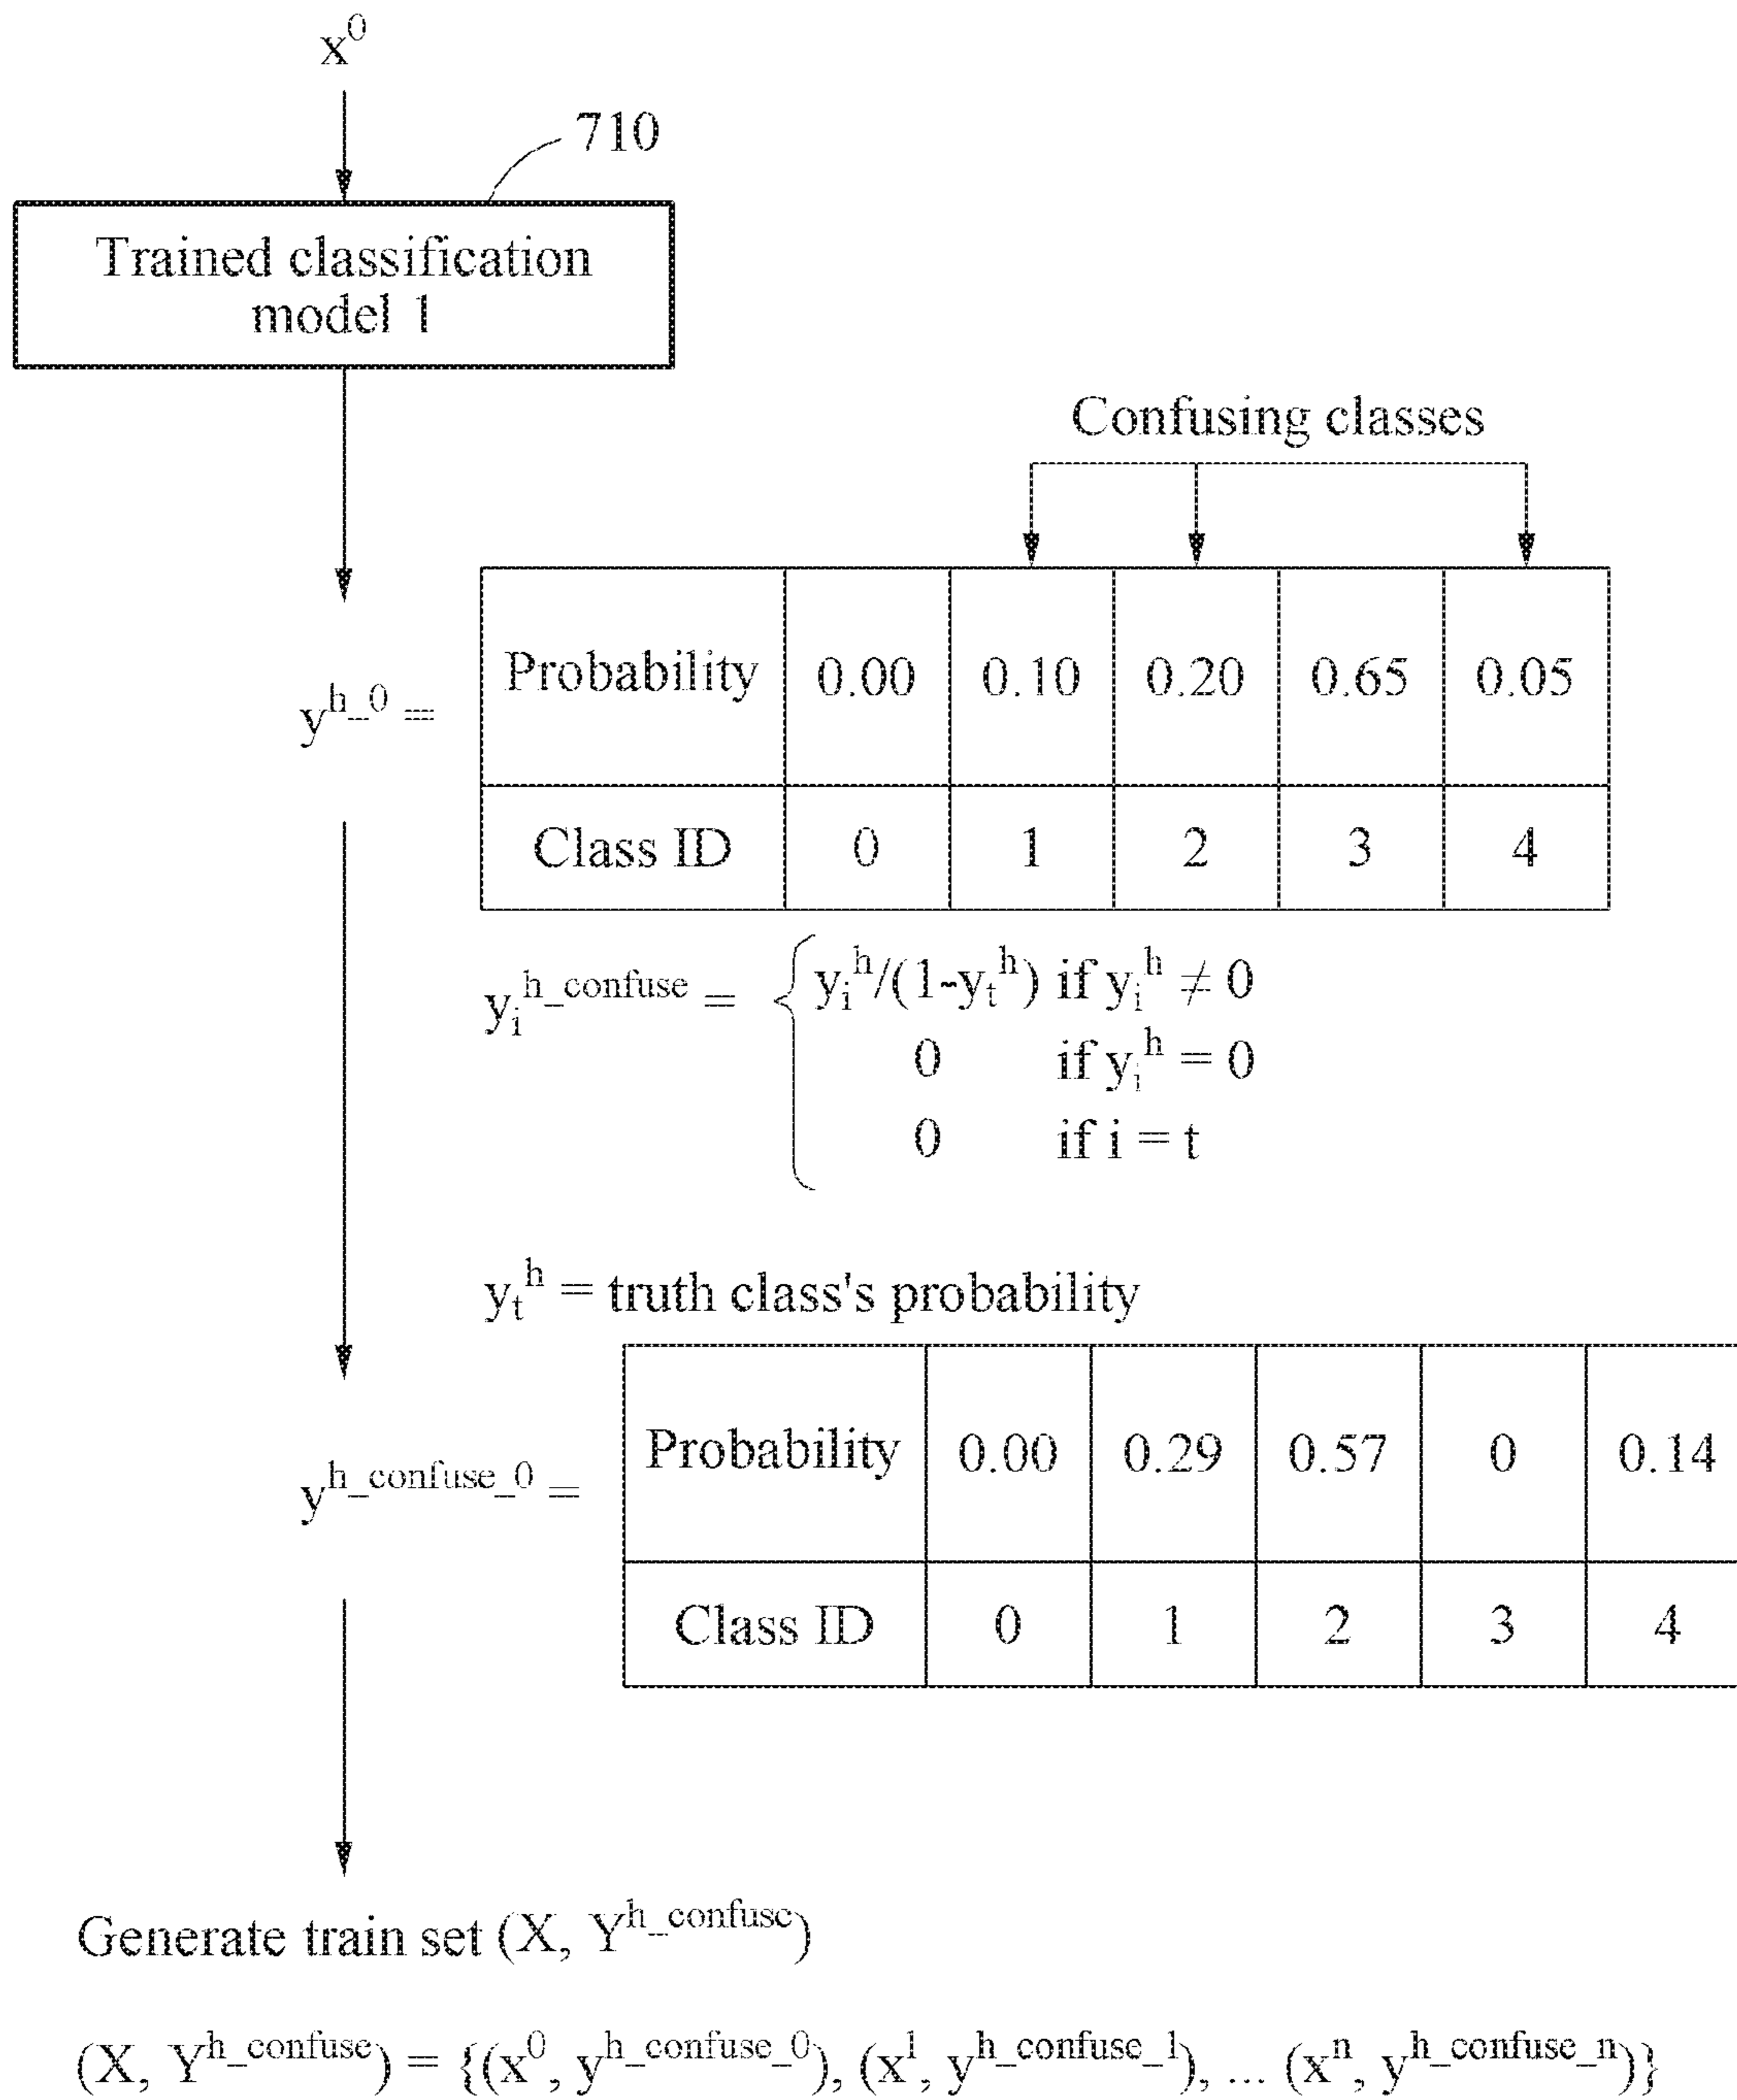 x^0
710
Trained classification
model 1
Confusing classes
Probability 0.00 0.10 0.20 0.65 0.05
y^h_0 =
Class ID 0 1 2 3 4
y_i^h_confuse = { y_i^h/(1-y_t^h) if y_i^h ≠ 0
0 if y_i^h = 0
0 if i = t
y_t^h = truth class's probability
Probability 0.00 0.29 0.57 0 0.14
y^h_confuse_0 =
Class ID 0 1 2 3 4
Generate train set (X, Y^h_confuse)
(X, Y^h_confuse) = {(x^0, y^h_confuse_0), (x^1, y^h_confuse_1), ... (x^n, y^h_confuse_n)}